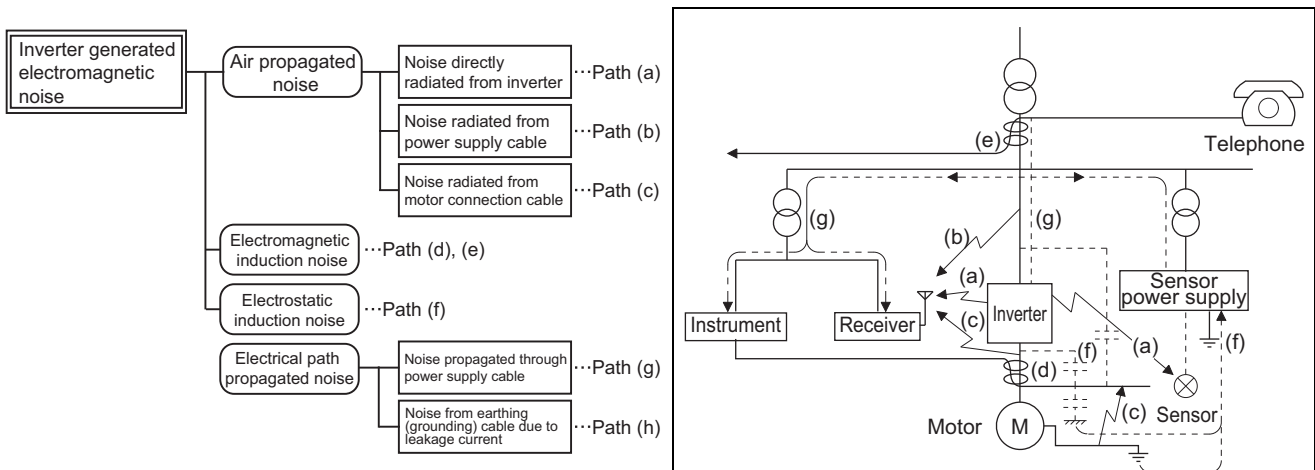 Inverter generated
electromagnetic
noise
Air propagated
noise
Noise directly
radiated from inverter
···Path (a)
Noise radiated from
power supply cable
···Path (b)
Noise radiated from
motor connection cable
···Path (c)
Electromagnetic
induction noise
···Path (d), (e)
Electrostatic
induction noise
···Path (f)
Electrical path
propagated noise
Noise propagated through
power supply cable
···Path (g)
Noise from earthing
(grounding) cable due to
leakage current
···Path (h)
(e)
Telephone
(g)
(g)
(b)
(a)
Sensor
power supply
Instrument
Receiver
(c)
Inverter
(f)
(a)
(f)
(d)
(c)
Sensor
Motor
M